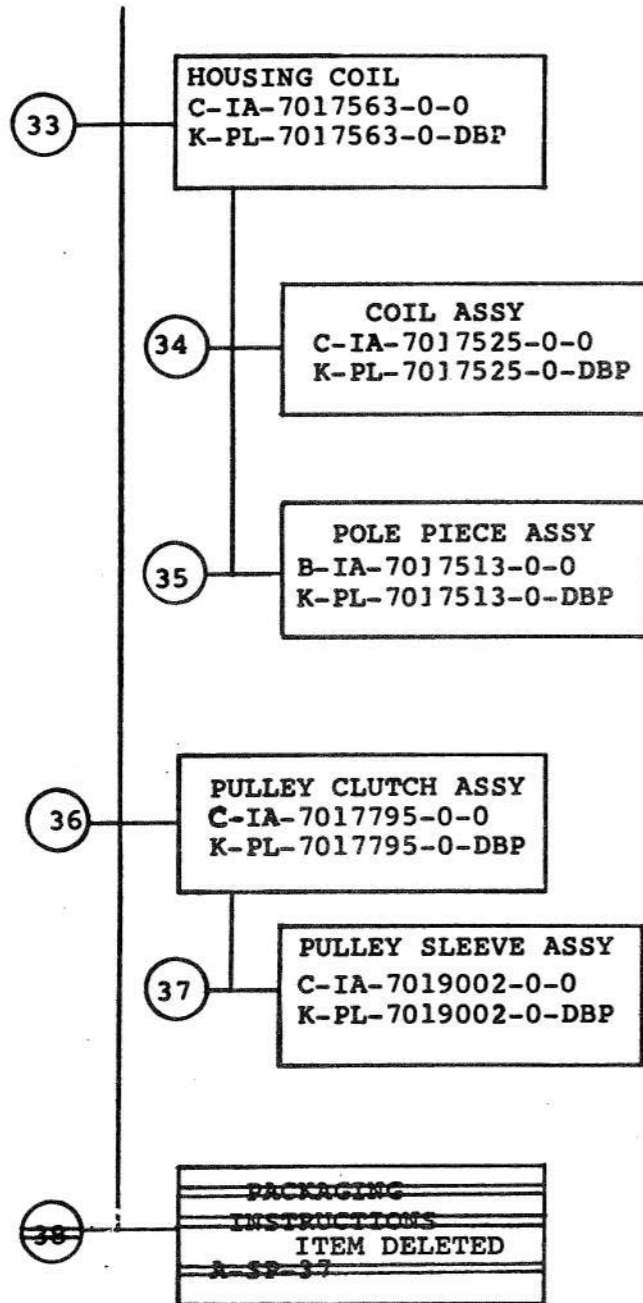 33
HOUSING COIL
C-IA-7017563-0-0
K-PL-7017563-0-DBP
34
COIL ASSY
C-IA-7017525-0-0
K-PL-7017525-0-DBP
35
POLE PIECE ASSY
B-IA-7017513-0-0
K-PL-7017513-0-DBP
36
PULLEY CLUTCH ASSY
C-IA-7017795-0-0
K-PL-7017795-0-DBP
37
PULLEY SLEEVE ASSY
C-IA-7019002-0-0
K-PL-7019002-0-DBP
38
PACKAGING
INSTRUCTIONS
ITEM DELETED
A-SP-37